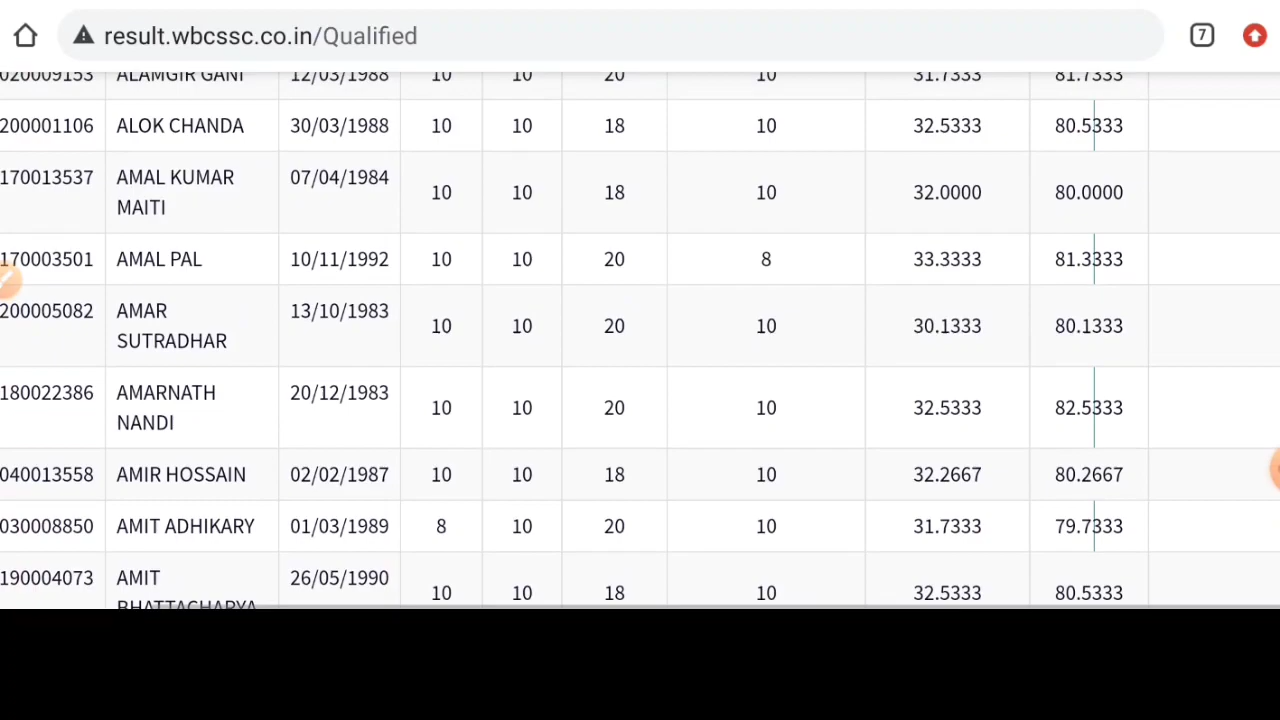 result.wbcssc.co.in/Qualified 7
020009153 ALAMGIR GANI 12/03/1988 10 10 20 10 31.7333 81.7333
200001106 ALOK CHANDA 30/03/1988 10 10 18 10 32.5333 80.5333
170013537 AMAL KUMAR 07/04/1984 10 10 18 10 32.0000 80.0000
MAITI
170003501 AMAL PAL 10/11/1992 10 10 20 8 33.3333 81.3333
200005082 AMAR 13/10/1983 10 10 20 10 30.1333 80.1333
SUTRADHAR
180022386 AMARNATH 20/12/1983 10 10 20 10 32.5333 82.5333
NANDI
040013558 AMIR HOSSAIN 02/02/1987 10 10 18 10 32.2667 80.2667
030008850 AMIT ADHIKARY 01/03/1989 8 10 20 10 31.7333 79.7333
190004073 AMIT 26/05/1990 10 10 18 10 32.5333 80.5333
BHATTACHARYA